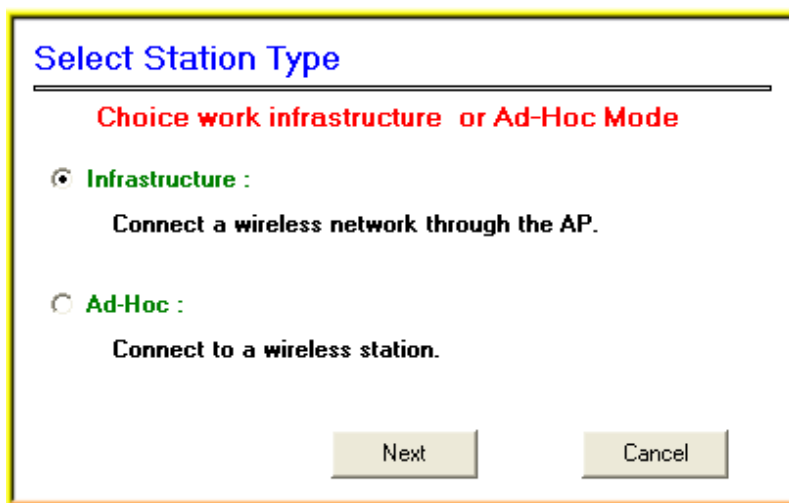 Select Station Type
Choice work infrastructure or Ad-Hoc Mode
Infrastructure :
Connect a wireless network through the AP.
Ad-Hoc :
Connect to a wireless station.
Next Cancel